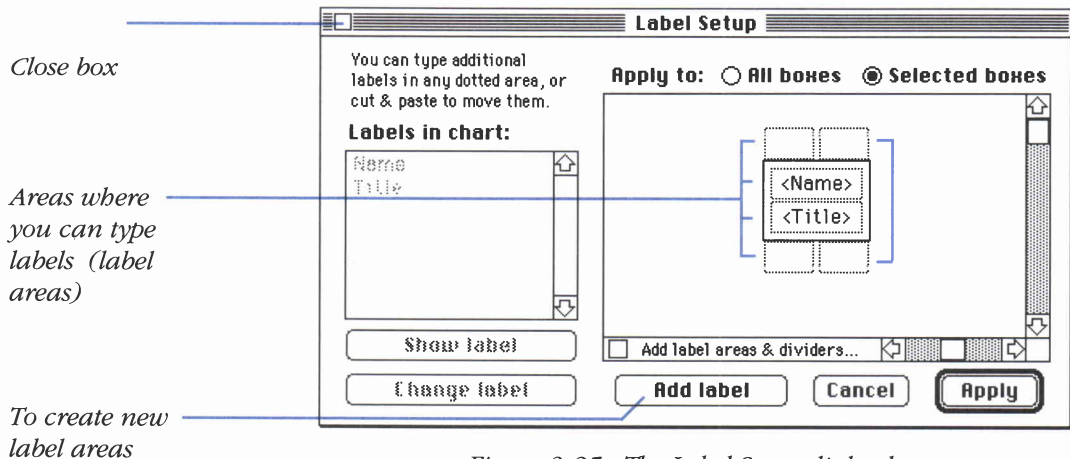 Label Setup
Close box
You can type additional
labels in any dotted area, or
cut & paste to move them.
Apply to: All boxes Selected boxes
Labels in chart:
Name
Title
<Name>
<Title>
Areas where
you can type
labels (label
areas)
Show label
Add label areas & dividers...
Change label
Add label
Cancel
Apply
To create new
label areas